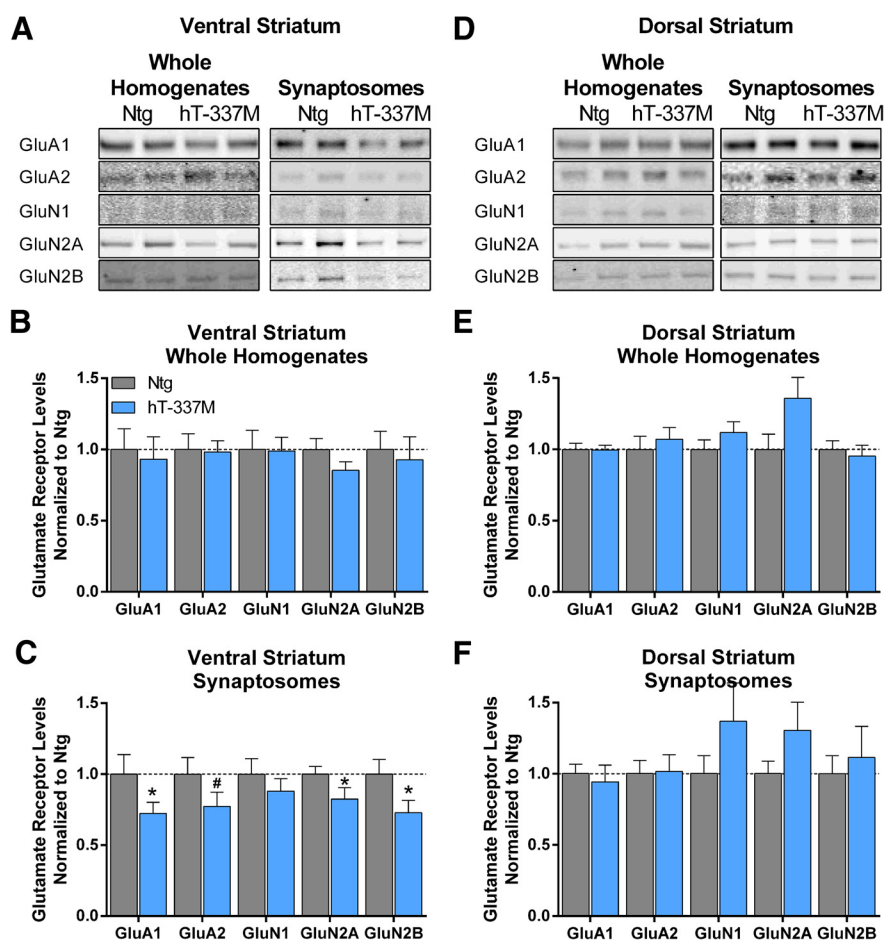 A
Ventral Striatum
Whole
Homogenates
Synaptosomes
Ntg hT-337M
Ntg hT-337M
GluA1
GluA2
GluN1
GluN2A
GluN2B
D
Dorsal Striatum
Whole
Homogenates
Synaptosomes
Ntg hT-337M
Ntg hT-337M
GluA1
GluA2
GluN1
GluN2A
GluN2B
B
Ventral Striatum
Whole Homogenates
Glutamate Receptor Levels
Normalized to Ntg
1.5
1.0
0.5
0.0
Ntg
hT-337M
GluA1 GluA2 GluN1 GluN2A GluN2B
E
Dorsal Striatum
Whole Homogenates
Glutamate Receptor Levels
Normalized to Ntg
1.5
1.0
0.5
0.0
GluA1 GluA2 GluN1 GluN2A GluN2B
C
Ventral Striatum
Synaptosomes
Glutamate Receptor Levels
Normalized to Ntg
1.5
1.0
0.5
0.0
* # * *
GluA1 GluA2 GluN1 GluN2A GluN2B
F
Dorsal Striatum
Synaptosomes
Glutamate Receptor Levels
Normalized to Ntg
1.5
1.0
0.5
0.0
GluA1 GluA2 GluN1 GluN2A GluN2B